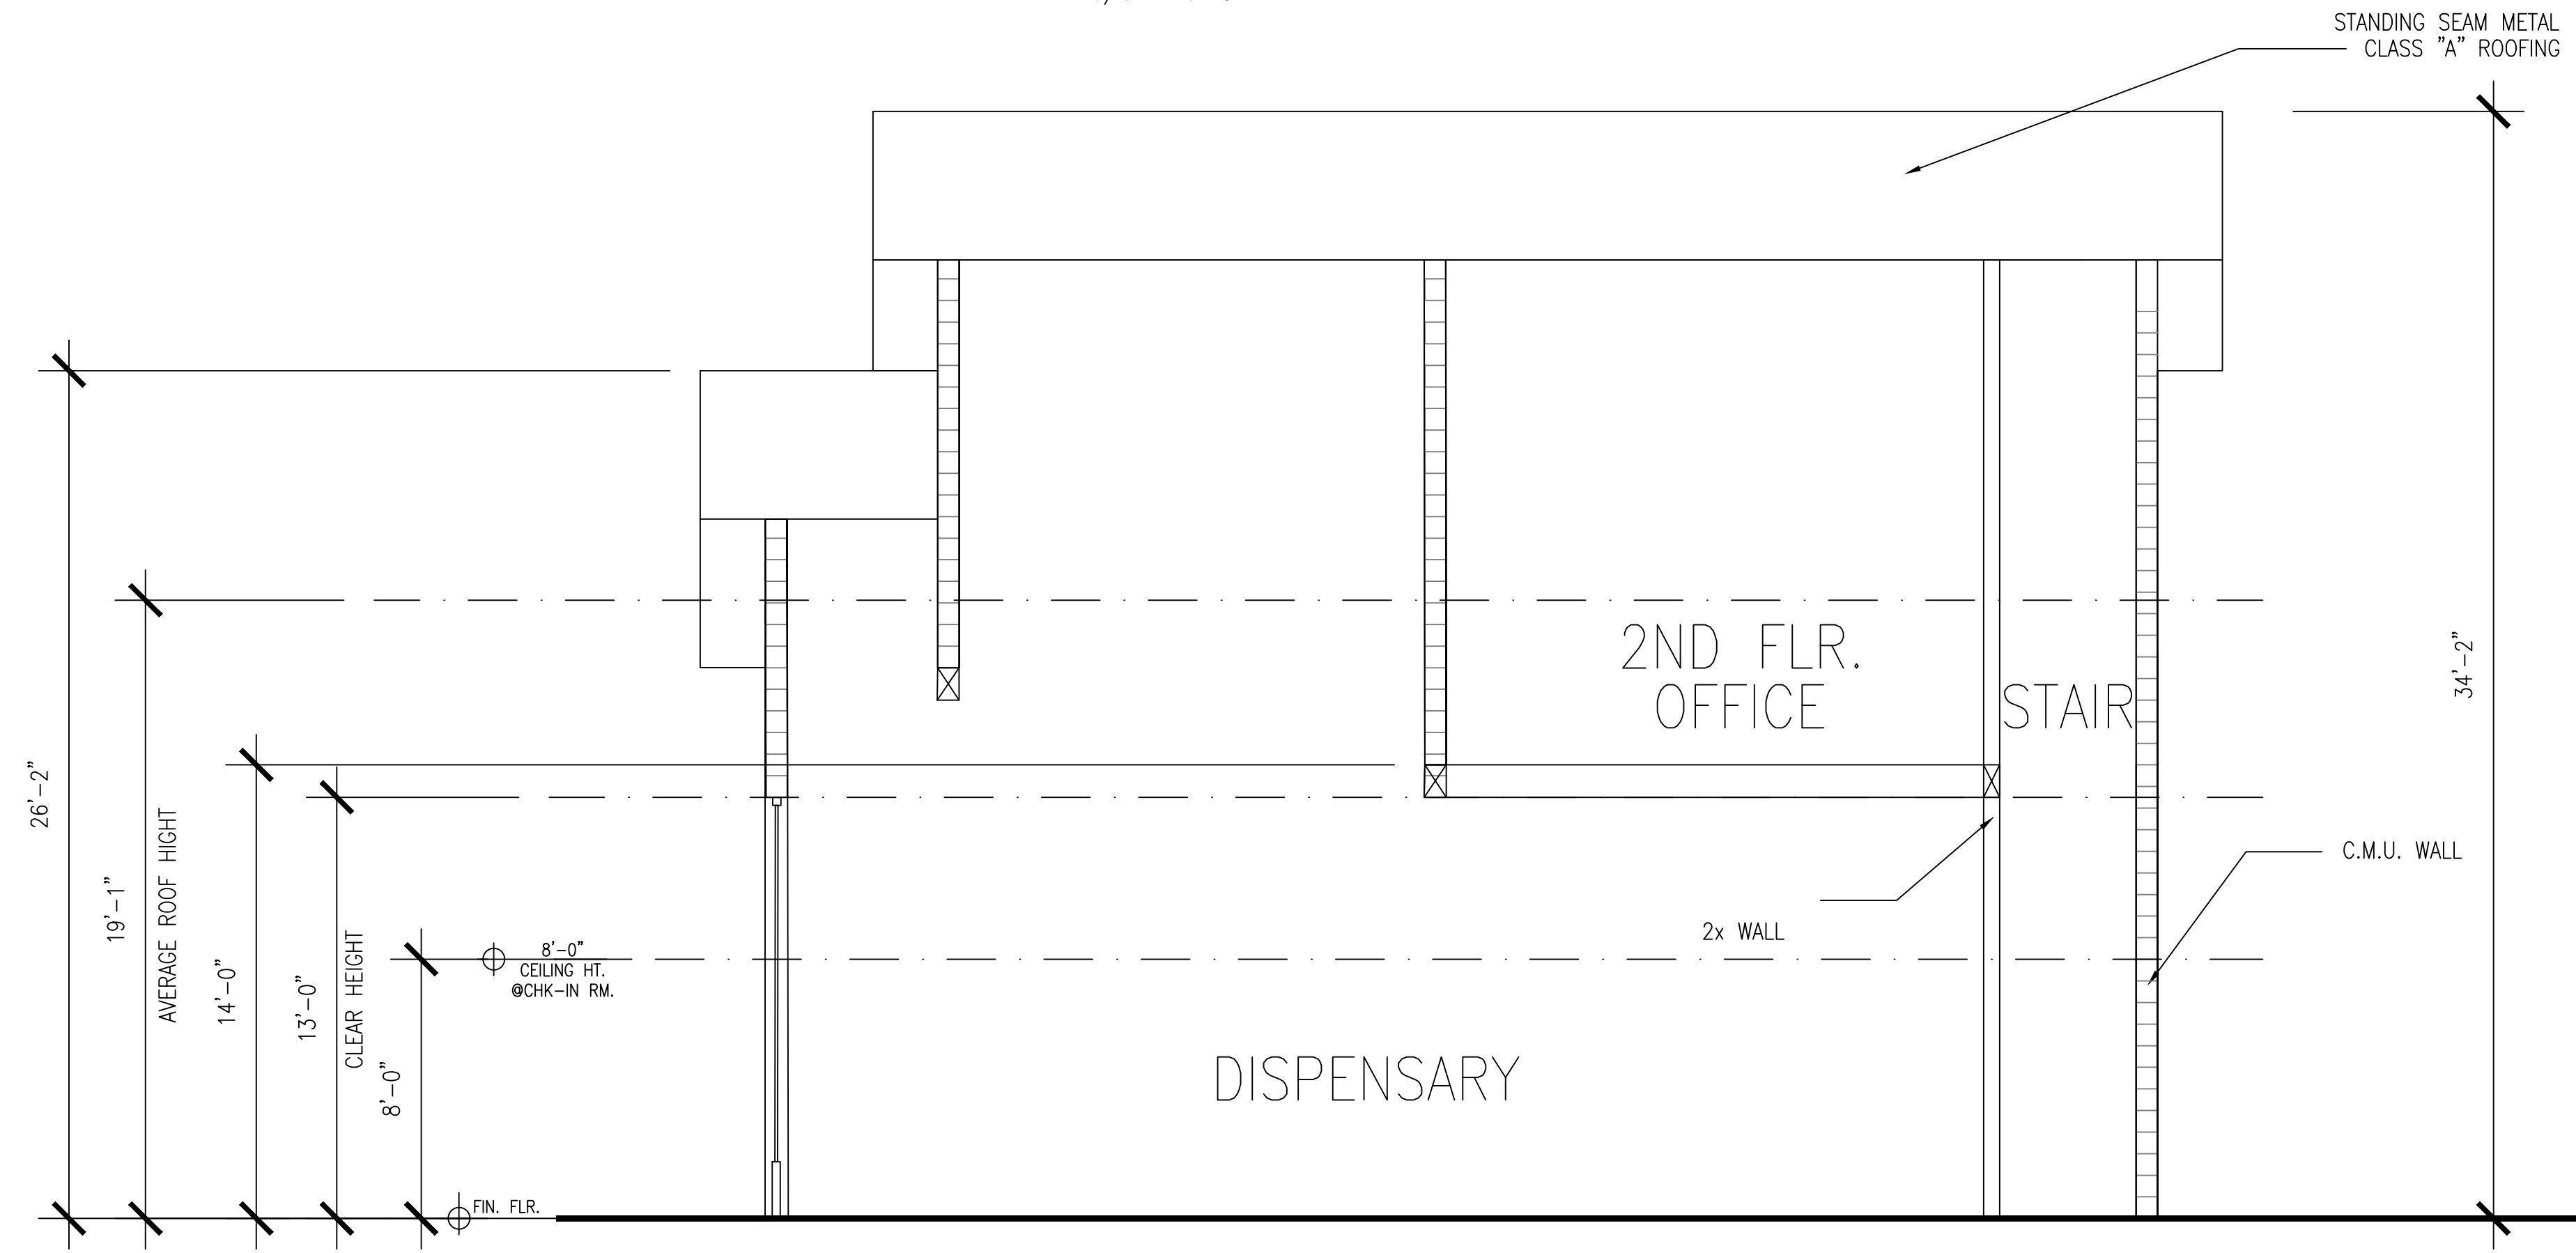 STANDING SEAM METAL
CLASS "A" ROOFING
2ND FLR.
OFFICE
STAIR
34'-2"
26'-2"
19'-1"
AVERAGE ROOF HIGHT
14'-0"
13'-0"
CLEAR HEIGHT
8'-0"
8'-0"
CEILING HT.
@CHK-IN RM.
C.M.U. WALL
2x WALL
DISPENSARY
FIN. FLR.